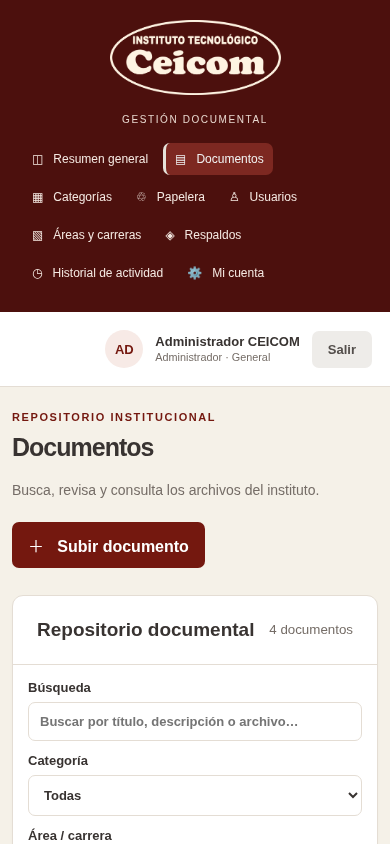 INSTITUTO TECNOLÓGICO
Ceicom
GESTIÓN DOCUMENTAL
Resumen general
Documentos
Categorías
Papelera
Usuarios
Áreas y carreras
Respaldos
Historial de actividad
Mi cuenta
AD
Administrador CEICOM
Administrador · General
Salir
REPOSITORIO INSTITUCIONAL
Documentos
Busca, revisa y consulta los archivos del instituto.
+ Subir documento
Repositorio documental
4 documentos
Búsqueda
Buscar por título, descripción o archivo…
Categoría
Todas
Área / carrera